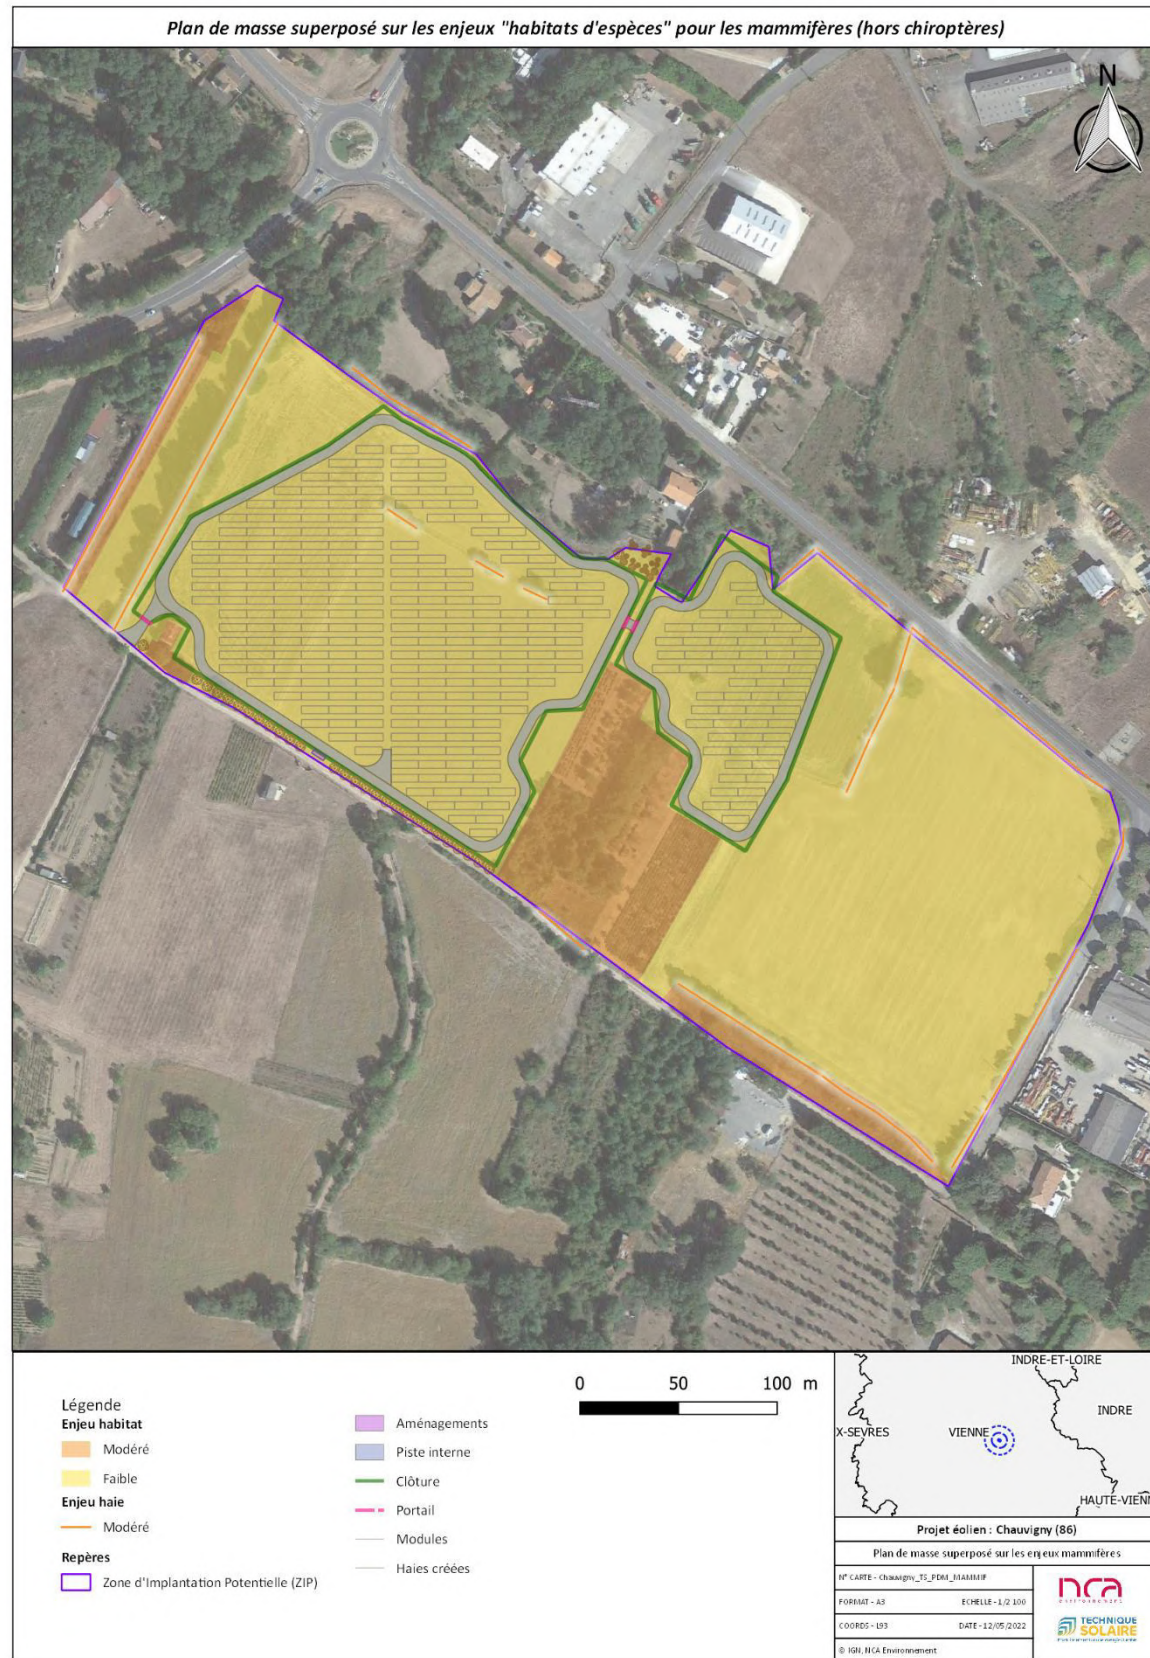 Plan de masse superposé sur les enjeux "habitats d'espèces" pour les mammifères (hors chiroptères)
N
Légende
Enjeu habitat
Modéré
Faible
Enjeu haie
Modéré
Repères
Zone d'Implantation Potentielle (ZIP)
Aménagements
Piste interne
Clôture
Portail
Modules
Haies créées
0 50 100 m
INDRE-ET-LOIRE
INDRE
X-SEVRES
VIENNE
HAUTE-VIENN
Projet éolien : Chauvigny (86)
Plan de masse superposé sur les enjeux mammifères
N° CARTE - Chauvigny_TS_PDM_MAMMIF
FORMAT - A3 ECHELLE - 1/2 100
COORDS - L93 DATE - 12/05/2022
© IGN, NCA Environnement
nca
ENVIRONNEMENT
TECHNIQUE
SOLAIRE